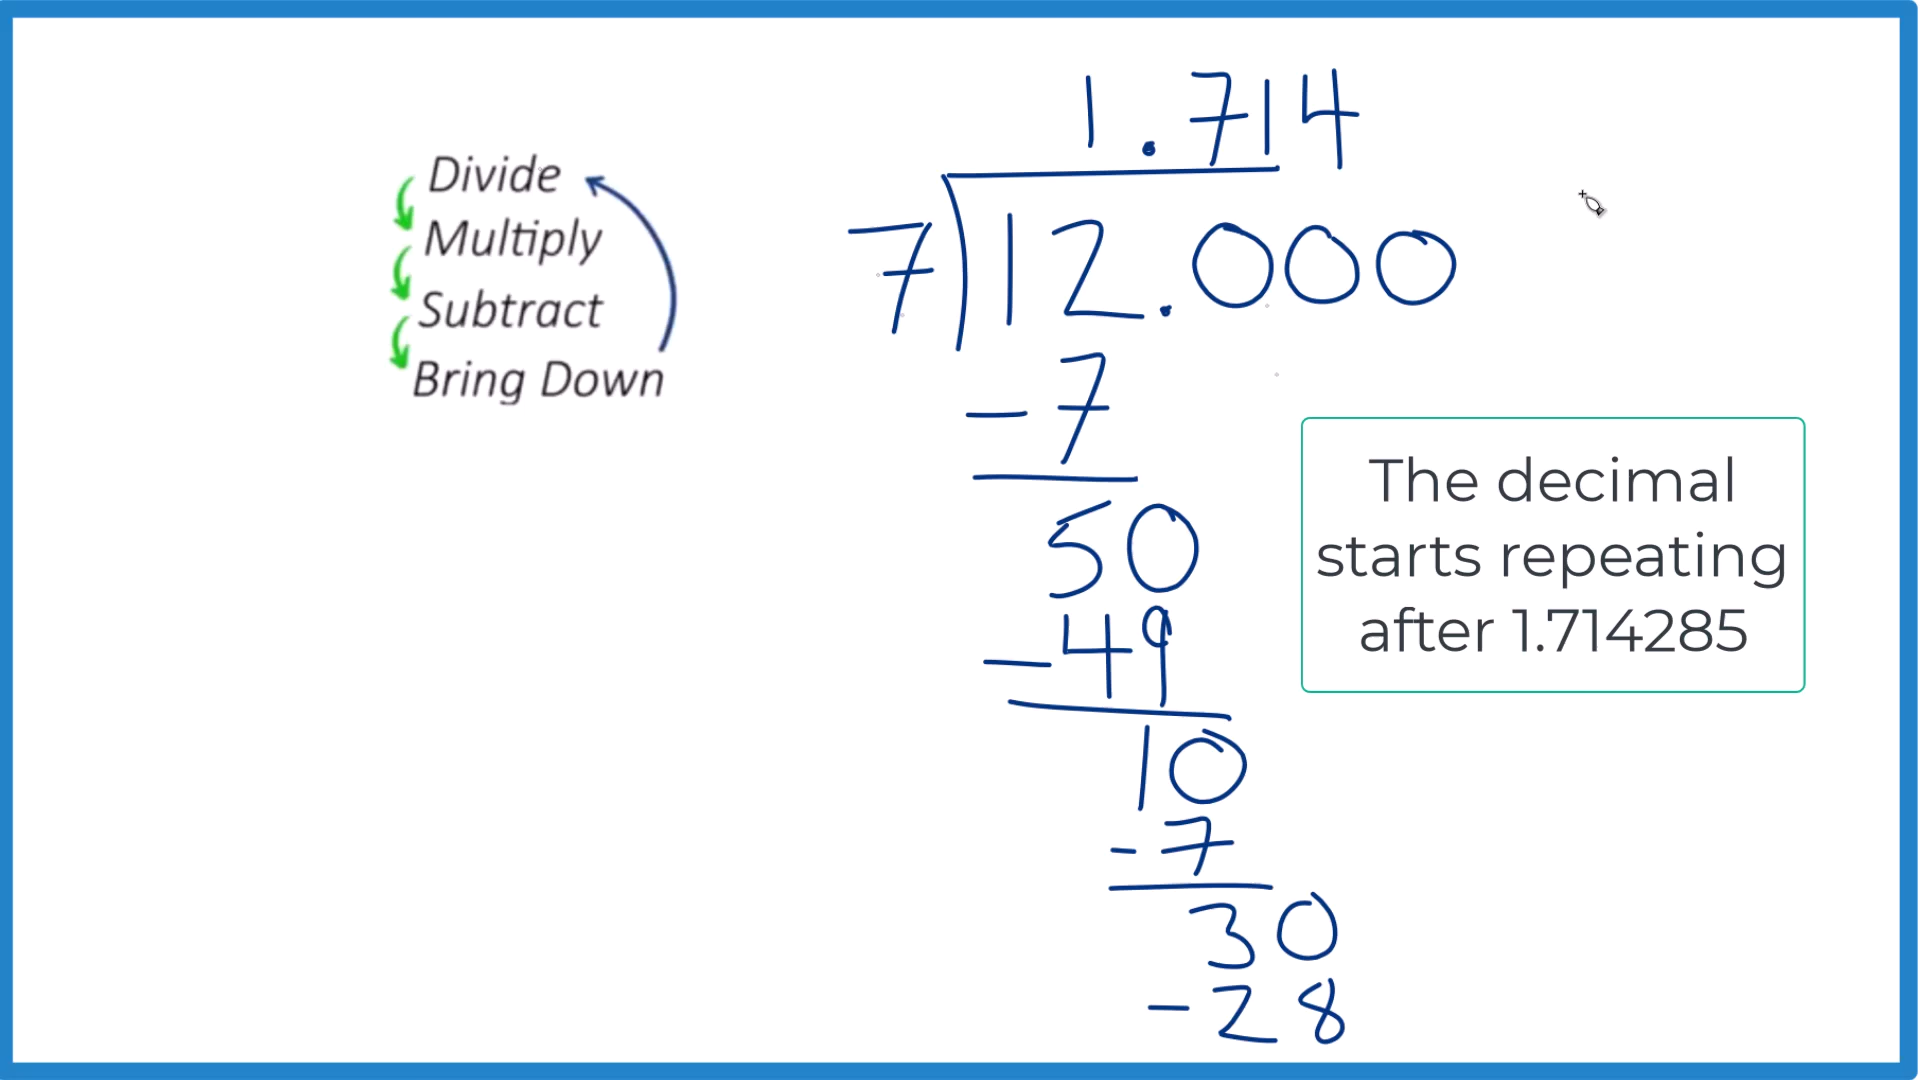 Divide
Multiply
Subtract
Bring Down
1.714
7 12.000
-7
50
-49
10
-7
30
-28
The decimal
starts repeating
after 1.714285